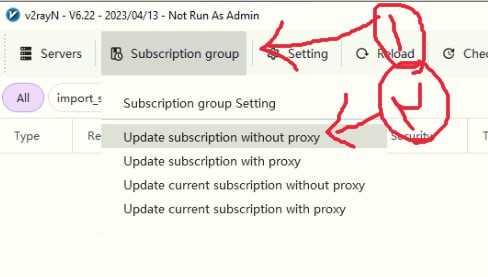 v2rayN - V6.22 - 2023/04/13 - Not Run As Admin
Servers Subscription group Setting Reload
All import_s Subscription group Setting
Type Update subscription without proxy Security
Update subscription with proxy
Update current subscription without proxy
Update current subscription with proxy